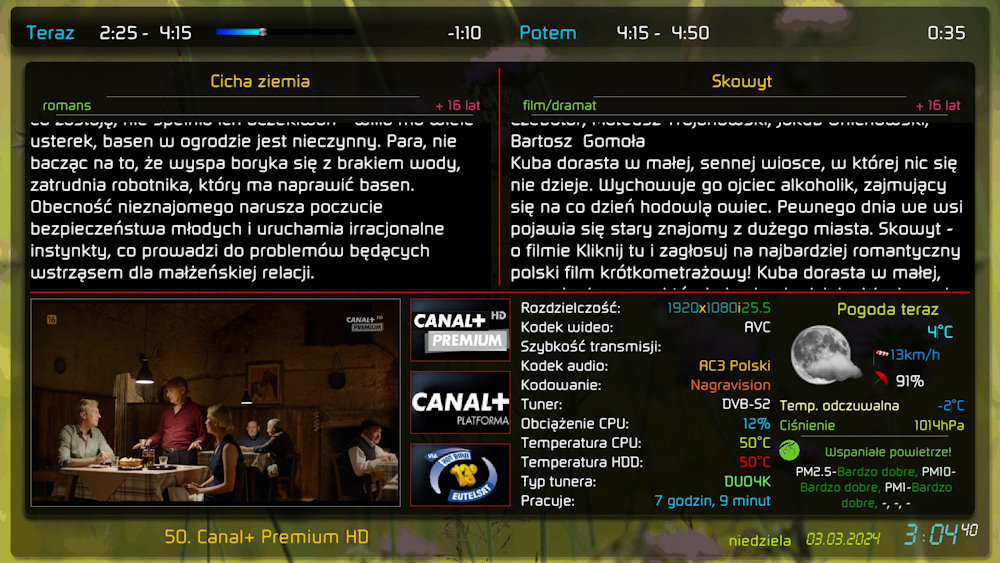 Teraz 2:25 - 4:15 -1:10 Potem 4:15 - 4:50 0:35
Cicha ziemia
romans + 16 lat
usterek, basen w ogrodzie jest nieczynny. Para, nie
bacząc na to, że wyspa boryka się z brakiem wody,
zatrudnia robotnika, który ma naprawić basen.
Obecność nieznajomego narusza poczucie
bezpieczeństwa młodych i uruchamia irracjonalne
instynkty, co prowadzi do problemów będących
wstrząsem dla małżeńskiej relacji.
Skowyt
film/dramat + 16 lat
Bartosz Gomoła
Kuba dorasta w małej, sennej wiosce, w której nic się
nie dzieje. Wychowuje go ojciec alkoholik, zajmujący
się na co dzień hodowlą owiec. Pewnego dnia we wsi
pojawia się stary znajomy z dużego miasta. Skowyt -
o filmie Kliknij tu i zagłosuj na najbardziej romantyczny
polski film krótkometrażowy! Kuba dorasta w małej,
16
CANAL+ HD
PREMIUM
CANAL+ HD
PREMIUM
CANAL+
PLATFORMA
HOT BIRD
13°
EUTELSAT
Rozdzielczość: 1920x1080i25.5
Kodek wideo: AVC
Szybkość transmisji:
Kodek audio: AC3 Polski
Kodowanie: Nagravision
Tuner: DVB-S2
Obciążenie CPU: 12%
Temperatura CPU: 50°C
Temperatura HDD: 50°C
Typ tunera: DUO4K
Pracuje: 7 godzin, 9 minut
Pogoda teraz
4°C
13km/h
91%
Temp. odczuwalna -2°C
Ciśnienie 1014hPa
Wspaniałe powietrze!
PM2.5-Bardzo dobre, PM10-
Bardzo dobre, PM1-Bardzo
dobre, -, -, -
50. Canal+ Premium HD
niedziela 03.03.2024 3:04 40